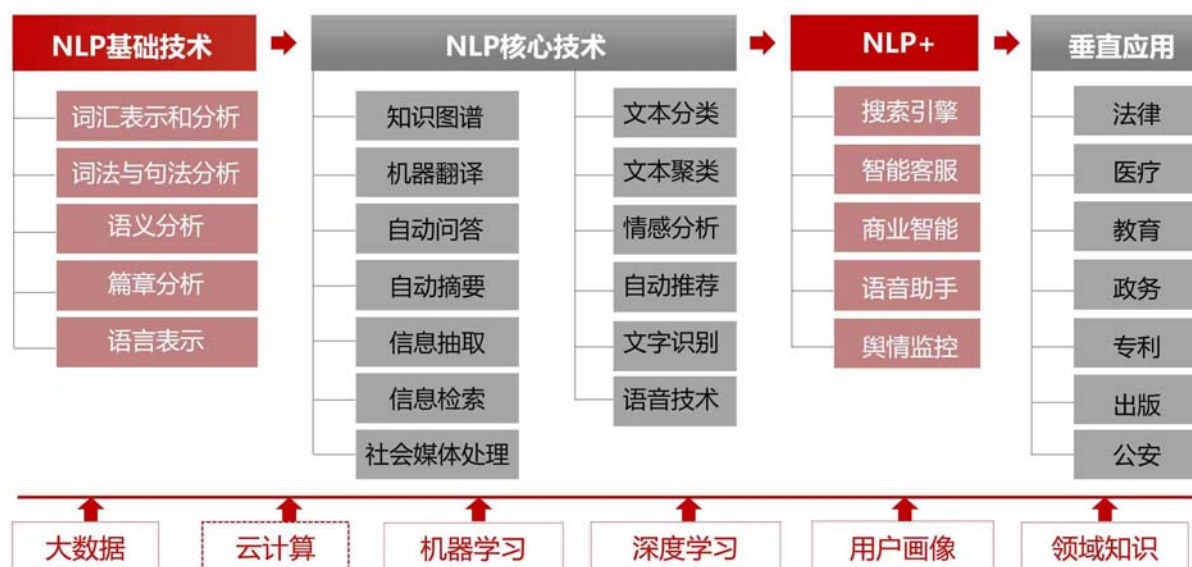 NLP基础技术
词汇表示和分析
词法与句法分析
语义分析
篇章分析
语言表示
NLP核心技术
知识图谱
机器翻译
自动问答
自动摘要
信息抽取
信息检索
社会媒体处理
文本分类
文本聚类
情感分析
自动推荐
文字识别
语音技术
NLP+
搜索引擎
智能客服
商业智能
语音助手
舆情监控
垂直应用
法律
医疗
教育
政务
专利
出版
公安
大数据
云计算
机器学习
深度学习
用户画像
领域知识